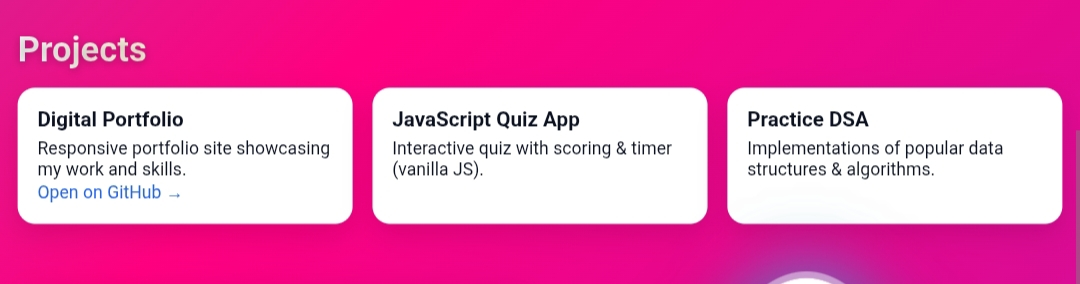 Projects
Digital Portfolio
Responsive portfolio site showcasing
my work and skills.
Open on GitHub →
JavaScript Quiz App
Interactive quiz with scoring & timer
(vanilla JS).
Practice DSA
Implementations of popular data
structures & algorithms.